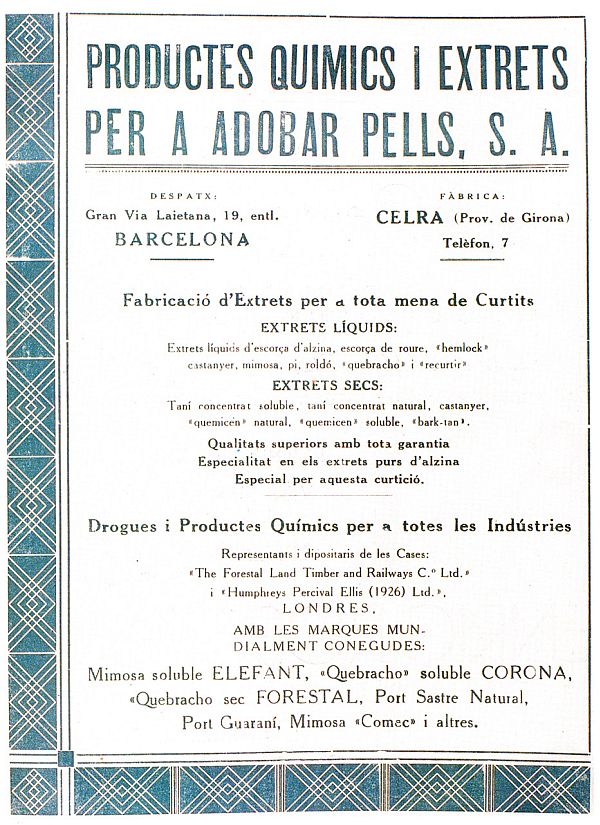 PRODUCTES QUIMICS I EXTRETS
PER A ADOBAR PELLS, S. A.
DESPATX:
Gran Via Laietana, 19, entl.
BARCELONA
FÀBRICA:
CELRA (Prov. de Girona)
Telèfon, 7
Fabricació d'Extrets per a tota mena de Curtits
EXTRETS LÍQUIDS:
Extrets líquids d'escorça d'alzina, escorça de roure, «hemlock»
castanyer, mimosa, pi, roldó, «quebracho» i «recurtir»
EXTRETS SECS:
Taní concentrat soluble, taní concentrat natural, castanyer,
«quemicen» natural, «quemicen» soluble, «bark-tan».
Qualitats superiors amb tota garantia
Especialitat en els extrets purs d'alzina
Especial per aquesta curtició.
Drogues i Productes Químics per a totes les Indústries
Representants i dipositaris de les Cases:
«The Forestal Land Timber and Railways C.º Ltd.»
i «Humphreys Percival Ellis (1926) Ltd.»,
LONDRES,
AMB LES MARQUES MUN-
DIALMENT CONEGUDES:
Mimosa soluble ELEFANT, «Quebracho» soluble CORONA,
«Quebracho sec FORESTAL, Port Sastre Natural,
Port Guaraní, Mimosa «Comec» i altres.